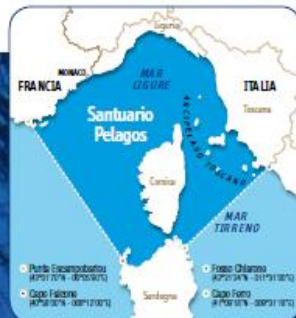 Liguria
MONACO
FRANCIA
MAR
LIGURE
ITALIA
Toscana
Santuario
Pelagos
ARCIPELAGO TOSCANO
Corsica
MAR
TIRRENO
Punta Escampobariou
Capo Falcone
Fosso Chiarone
Capo Ferro
Sardegna